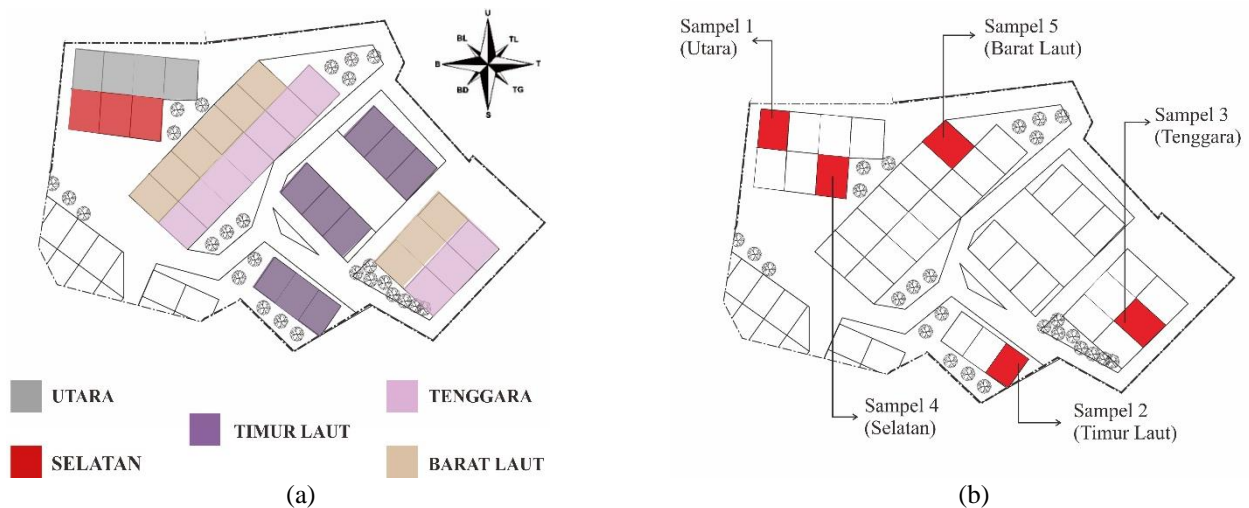 U
BL
TL
B
T
BD
TG
S
UTARA
SELATAN
TIMUR LAUT
TENGGARA
BARAT LAUT
(a)
Sampel 1
(Utara)
Sampel 5
(Barat Laut)
Sampel 3
(Tenggara)
Sampel 4
(Selatan)
Sampel 2
(Timur Laut)
(b)